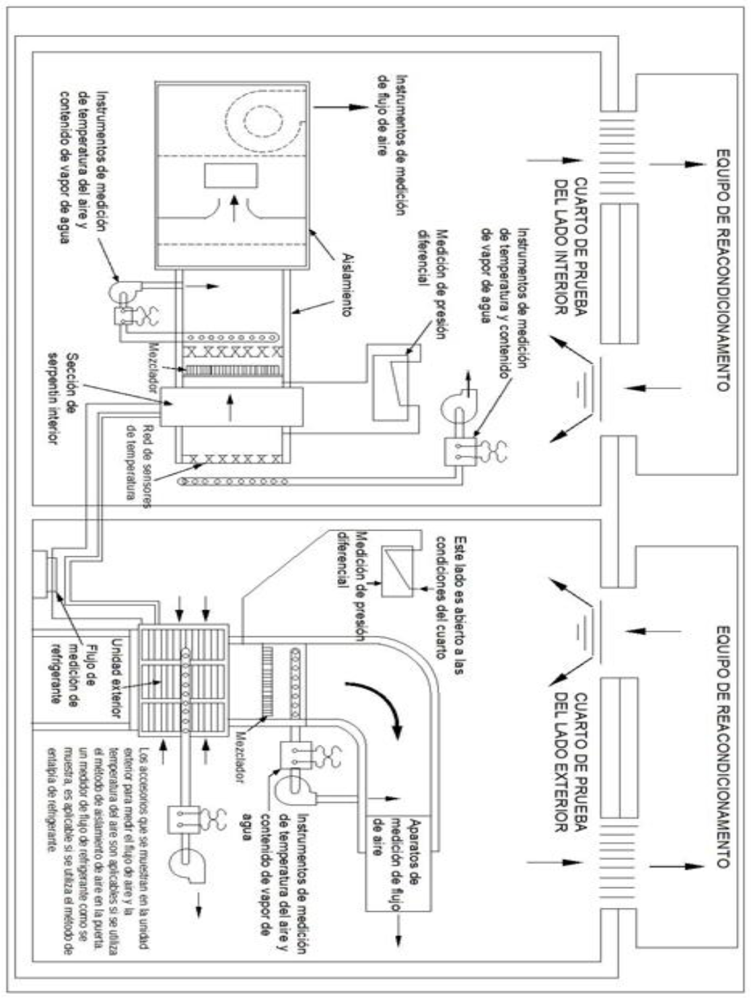 EQUIPO DE REACONDICIONAMENTO
EQUIPO DE REACONDICIONAMENTO
CUARTO DE PRUEBA
DEL LADO INTERIOR
CUARTO DE PRUEBA
DEL LADO EXTERIOR
Instrumentos de medición
de temperatura y contenido
de vapor de agua
Medición de presión
diferencial
Instrumentos de medición
de flujo de aire
Aislamiento
Instrumentos de medición
de temperatura del aire y
contenido de vapor de agua
Mezclador
Sección de
serpentin interior
Red de sensores
de temperatura
Este lado es abierto a las
condiciones del cuarto
Medición de presión
diferencial
Aparatos de
medición de flujo
de aire
Instrumentos de medición
de temperatura del aire y
contenido de vapor de
agua
Mezclador
Unidad exterior
Flujo de
medición de
refrigerante
Los accesorios que se muestran en la unidad
exterior para medir el flujo de aire y la
temperatura del aire son aplicables si se utiliza
el método de aislamiento de aire en la puerta.
un medidor de flujo de refrigerante como se
muestra, es aplicable si se utiliza el método de
entalpía de refrigerante.